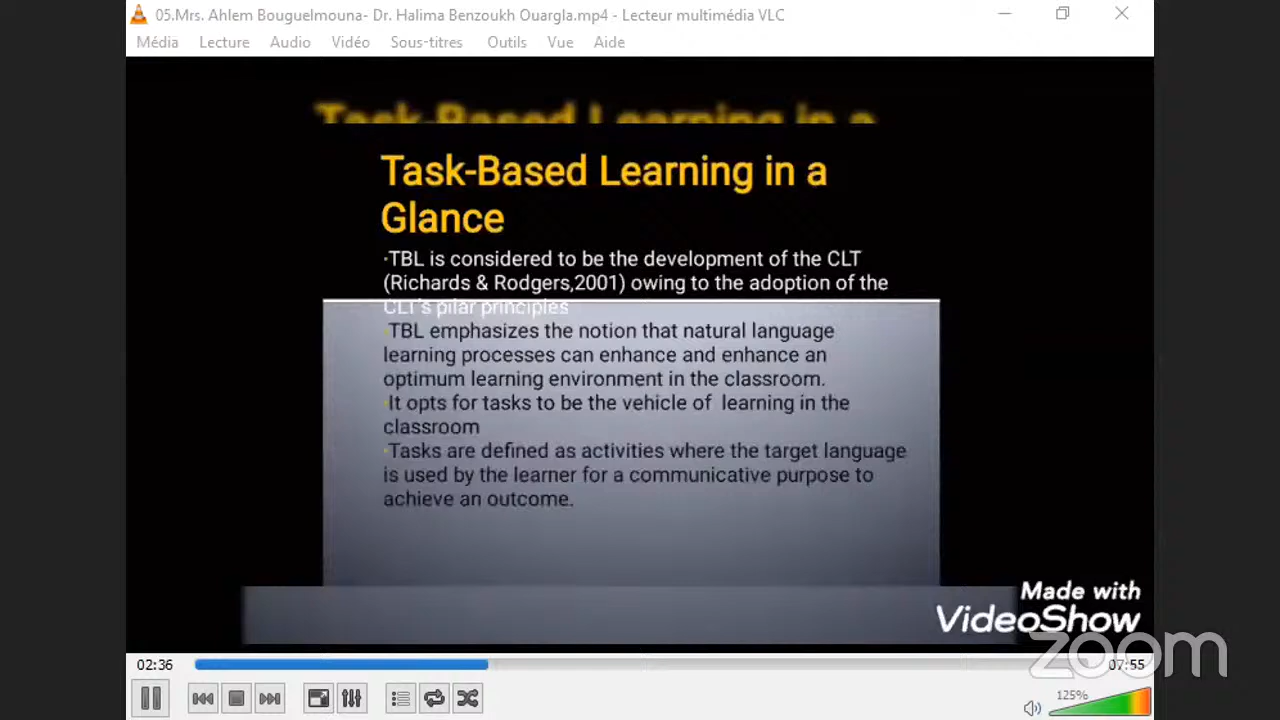 05.Mrs. Ahlem Bouguelmouna- Dr. Halima Benzoukh Ouargla.mp4 - Lecteur multimédia VLC
Média Lecture Audio Vidéo Sous-titres Outils Vue Aide
Task-Based Learning in a
Task-Based Learning in a
Glance
·TBL is considered to be the development of the CLT
(Richards & Rodgers,2001) owing to the adoption of the
CLT's pilar principles
·TBL emphasizes the notion that natural language
learning processes can enhance and enhance an
optimum learning environment in the classroom.
·It opts for tasks to be the vehicle of learning in the
classroom
·Tasks are defined as activities where the target language
is used by the learner for a communicative purpose to
achieve an outcome.
Made with
VideoShow
zoom
02:36
07:55
125%